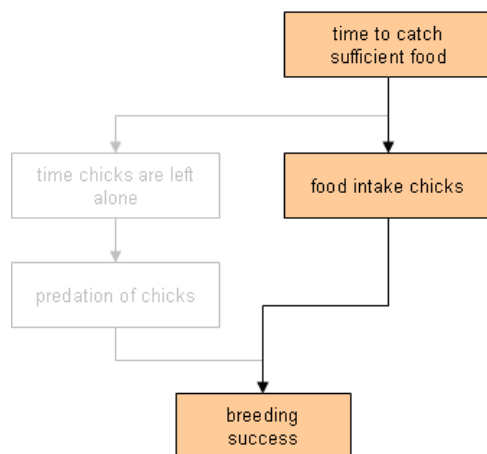 time to catch
sufficient food
time chicks are left
alone
food intake chicks
predation of chicks
breeding
success